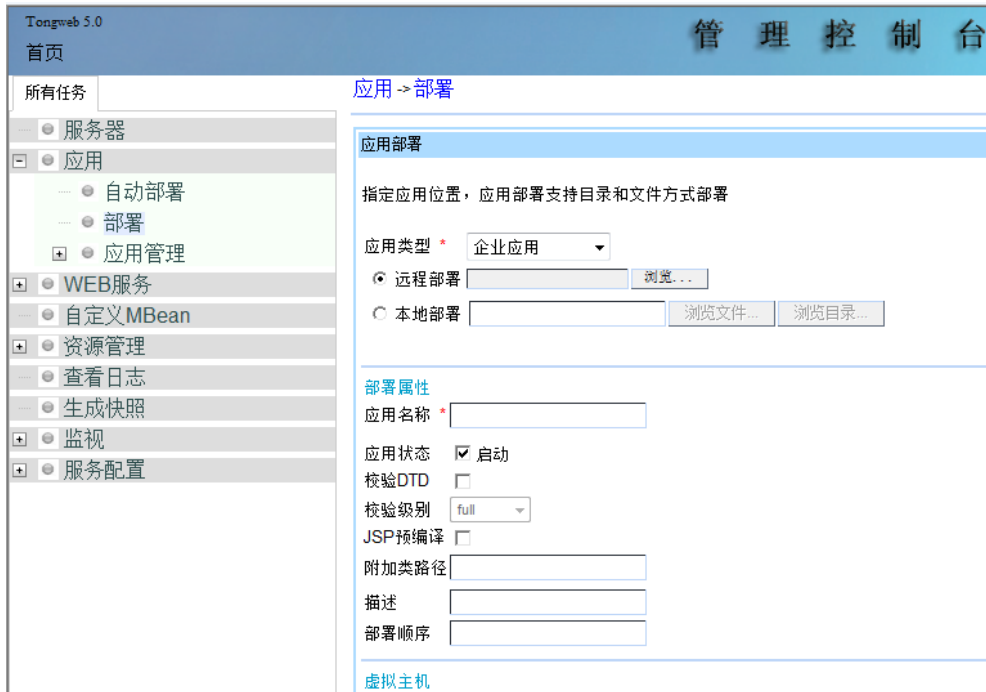 Tongweb 5.0
首页
管 理 控 制 台
所有任务
服务器
应用
自动部署
部署
应用管理
WEB服务
自定义MBean
资源管理
查看日志
生成快照
监视
服务配置
应用->部署
应用部署
指定应用位置，应用部署支持目录和文件方式部署
应用类型 * 企业应用
远程部署 浏览...
本地部署 浏览文件... 浏览目录...
部署属性
应用名称 *
应用状态 启动
校验DTD
校验级别 full
JSP预编译
附加类路径
描述
部署顺序
虚拟主机